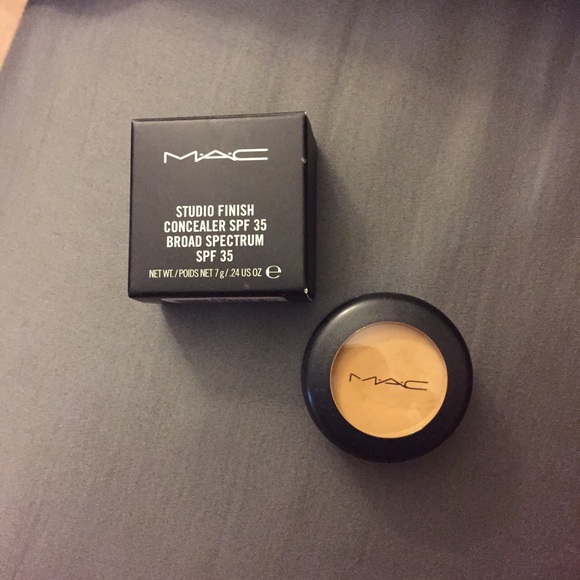 M·A·C
STUDIO FINISH
CONCEALER SPF 35
BROAD SPECTRUM
SPF 35
NET WT./POIDS NET 7 g/.24 US OZ ℮
M·A·C